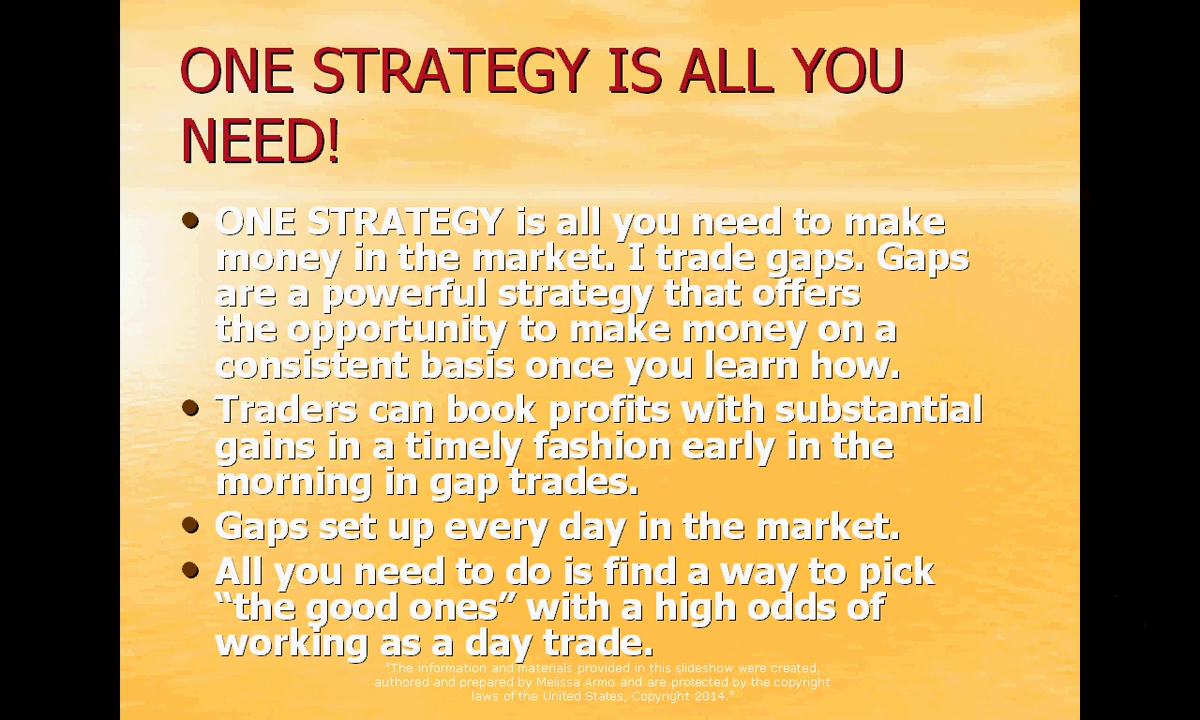 ONE STRATEGY IS ALL YOU
NEED!
ONE STRATEGY is all you need to make
money in the market. I trade gaps. Gaps
are a powerful strategy that offers
the opportunity to make money on a
consistent basis once you learn how.
Traders can book profits with substantial
gains in a timely fashion early in the
morning in gap trades.
Gaps set up every day in the market.
All you need to do is find a way to pick
“the good ones” with a high odds of
working as a day trade.
"The information and materials provided in this slideshow were created,
authored and prepared by Melissa Armo and are protected by the copyright
laws of the United States, Copyright 2014."